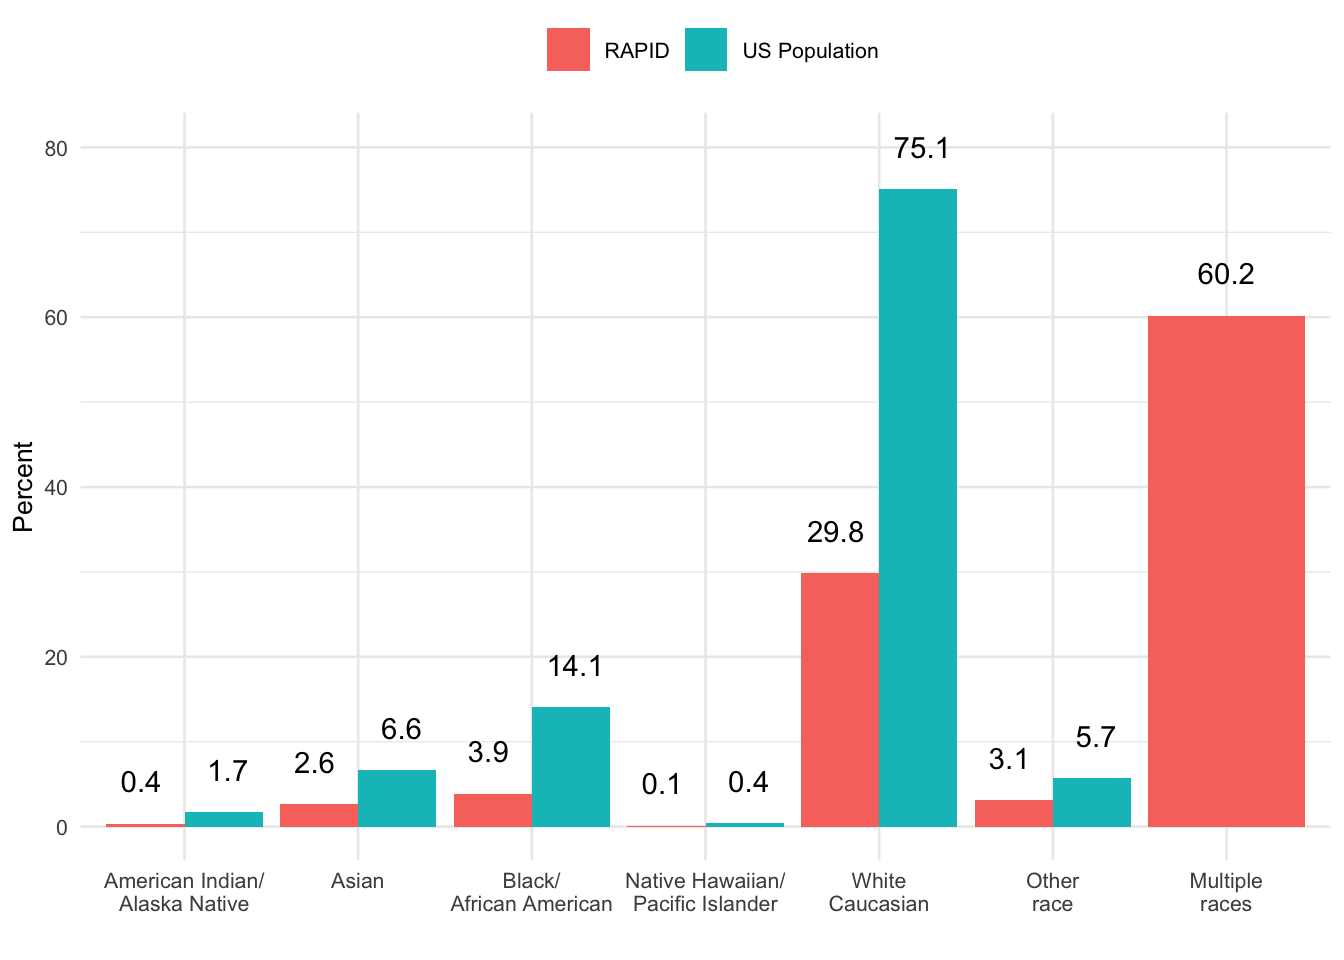 RAPID US Population
80
75.1
60.2
60
Percent
40
29.8
20
14.1
6.6
5.7
3.9
3.1
2.6
1.7
0.4
0.1
0.4
0
American Indian/
Alaska Native
Asian
Black/
African American
Native Hawaiian/
Pacific Islander
White
Caucasian
Other
race
Multiple
races